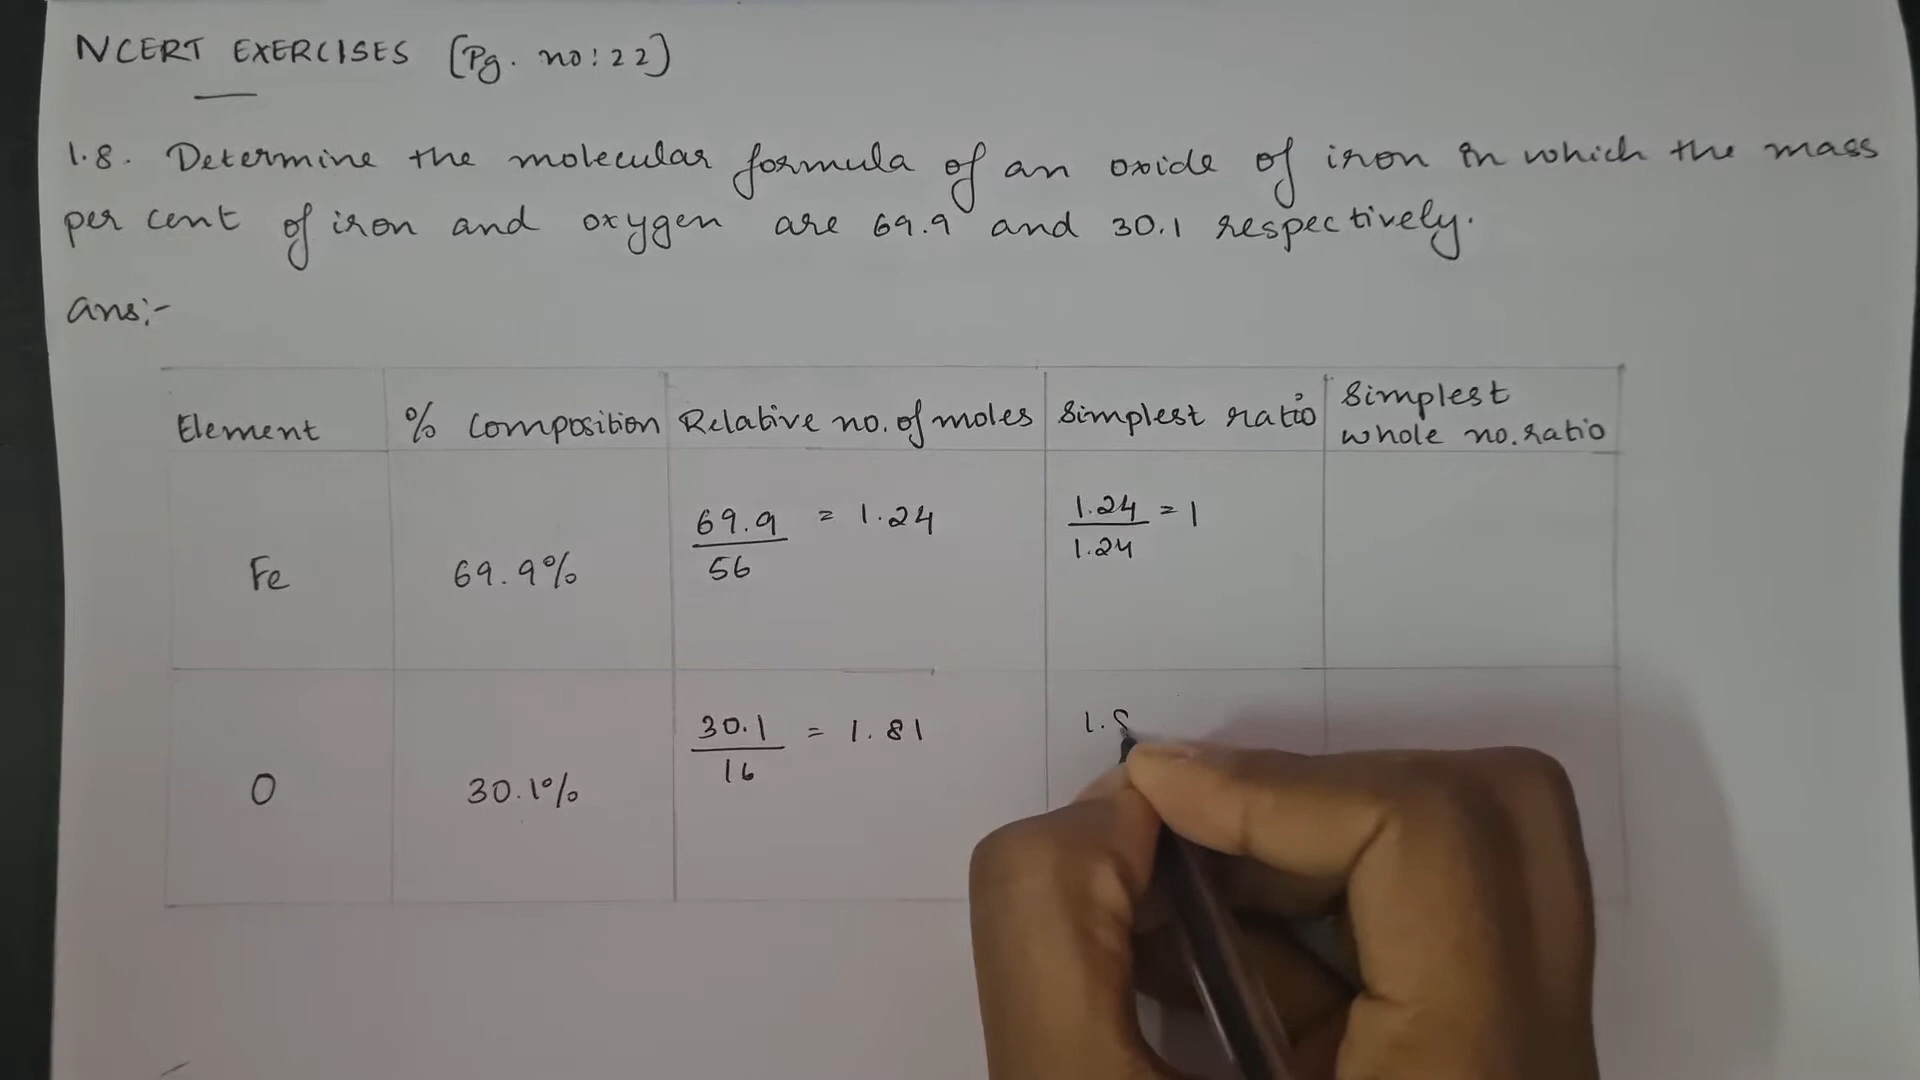 NCERT EXERCISES [Pg. no:22]
1.8. Determine the molecular formula of an oxide of iron in which the mass
per cent of iron and oxygen are 69.9 and 30.1 respectively.
ans:-
Element % Composition Relative no. of moles Simplest ratio Simplest whole no. ratio
Fe 69.9% 69.9/56 = 1.24 1.24/1.24 = 1
O 30.1% 30.1/16 = 1.81 1.8